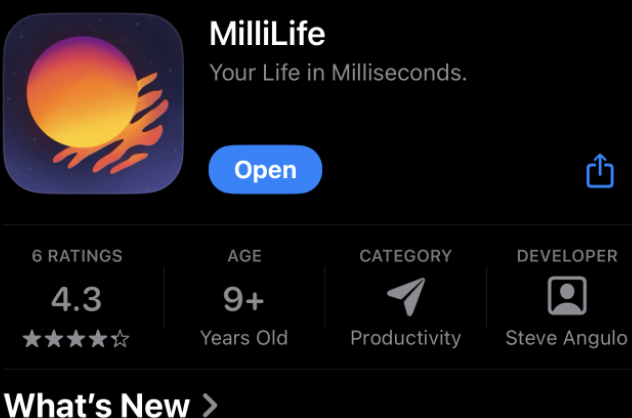 MilliLife
Your Life in Milliseconds.
Open
6 RATINGS
4.3
AGE
9+
Years Old
CATEGORY
Productivity
DEVELOPER
Steve Angulo
What's New